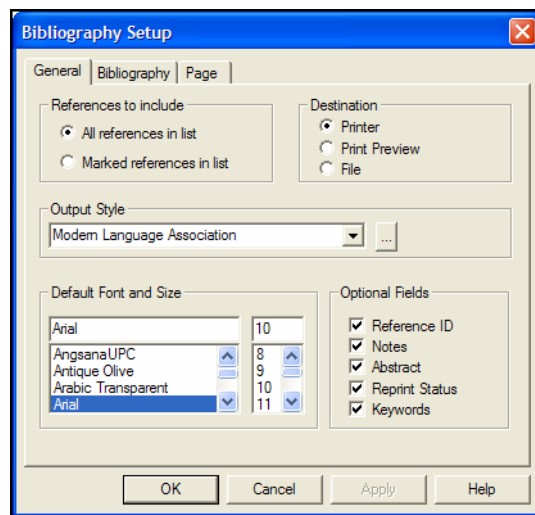 Bibliography Setup
General Bibliography Page
References to include
All references in list
Marked references in list
Destination
Printer
Print Preview
File
Output Style
Modern Language Association
...
Default Font and Size
Arial 10
AngsanaUPC 8
Antique Olive 9
Arabic Transparent 10
Arial 11
Optional Fields
Reference ID
Notes
Abstract
Reprint Status
Keywords
OK Cancel Apply Help